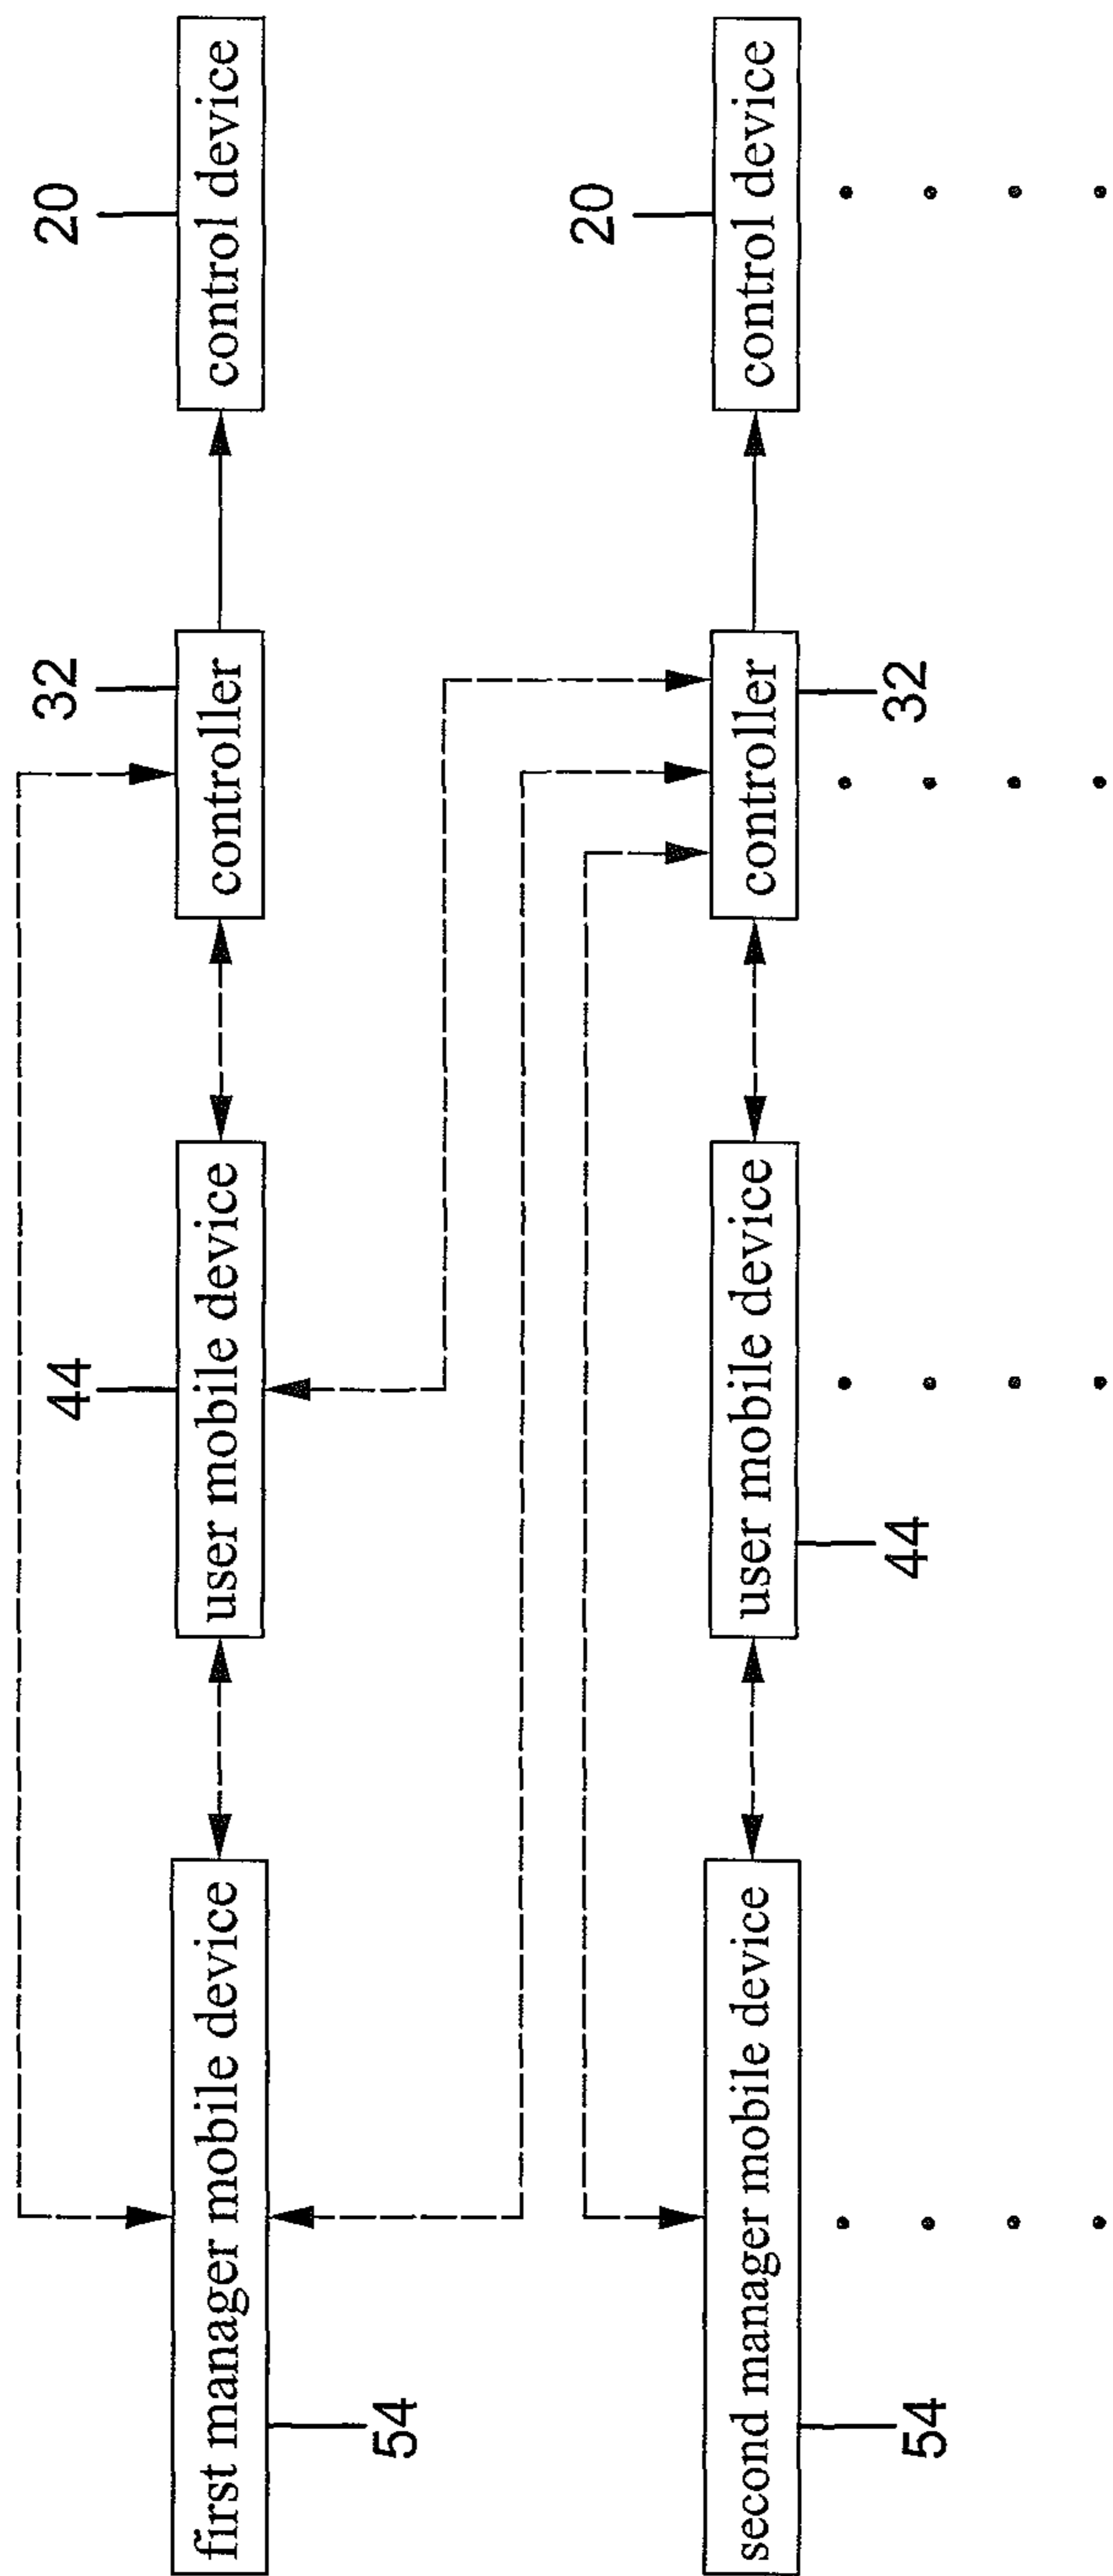 54
first manager mobile device
44
user mobile device
32
controller
20
control device
54
second manager mobile device
44
user mobile device
32
controller
20
control device